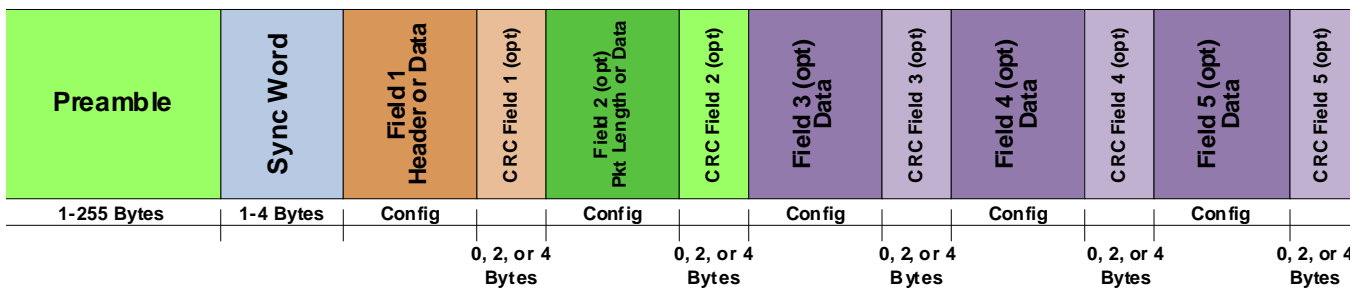 Preamble
Sync Word
Field 1
Header or Data
CRC Field 1 (opt)
Field 2 (opt)
Pkt Length or Data
CRC Field 2 (opt)
Field 3 (opt)
Data
CRC Field 3 (opt)
Field 4 (opt)
Data
CRC Field 4 (opt)
Field 5 (opt)
Data
CRC Field 5 (opt)
1-255 Bytes
1-4 Bytes
Config
Config
Config
Config
Config
0, 2, or 4
Bytes
0, 2, or 4
Bytes
0, 2, or 4
Bytes
0, 2, or 4
Bytes
0, 2, or 4
Bytes